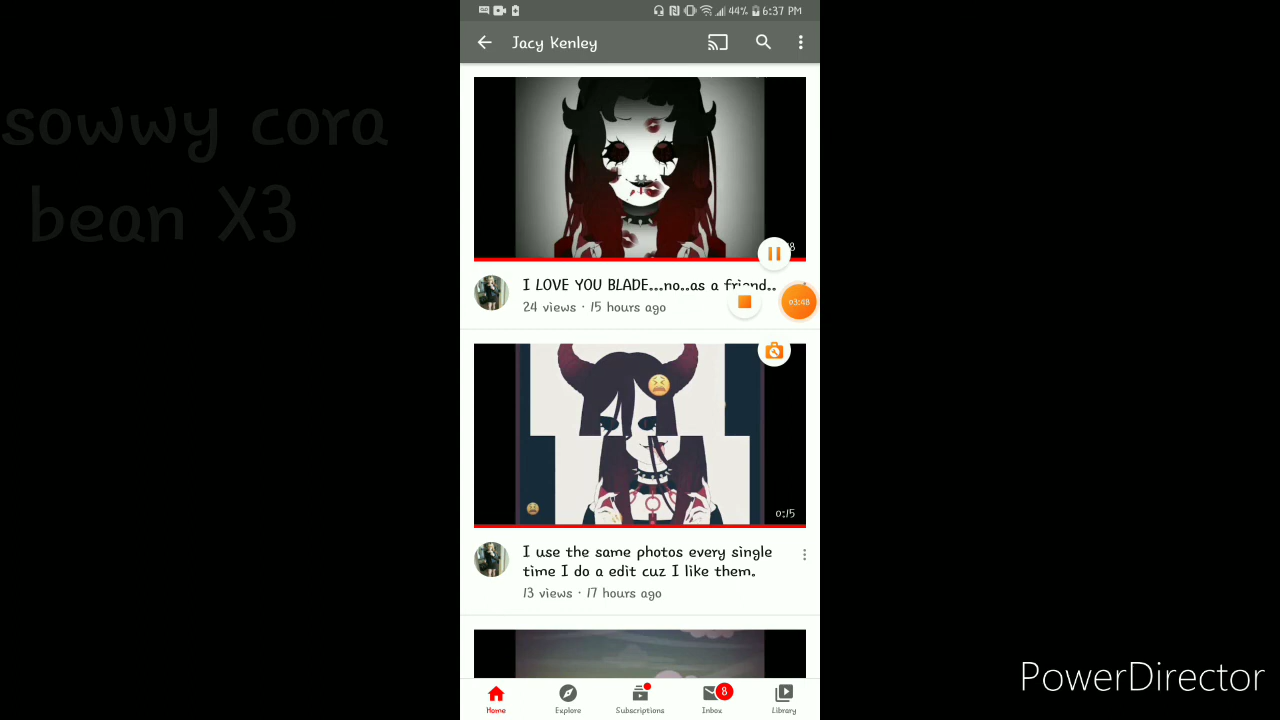 44% 6:37 PM
Jacy Kenley
sowwy cora
bean X3
8
I LOVE YOU BLADE...no..as a friend..
24 views · 15 hours ago
03:48
0:15
I use the same photos every single
time I do a edit cuz I like them.
13 views · 17 hours ago
8
Home Explore Subscriptions Inbox Library
PowerDirector